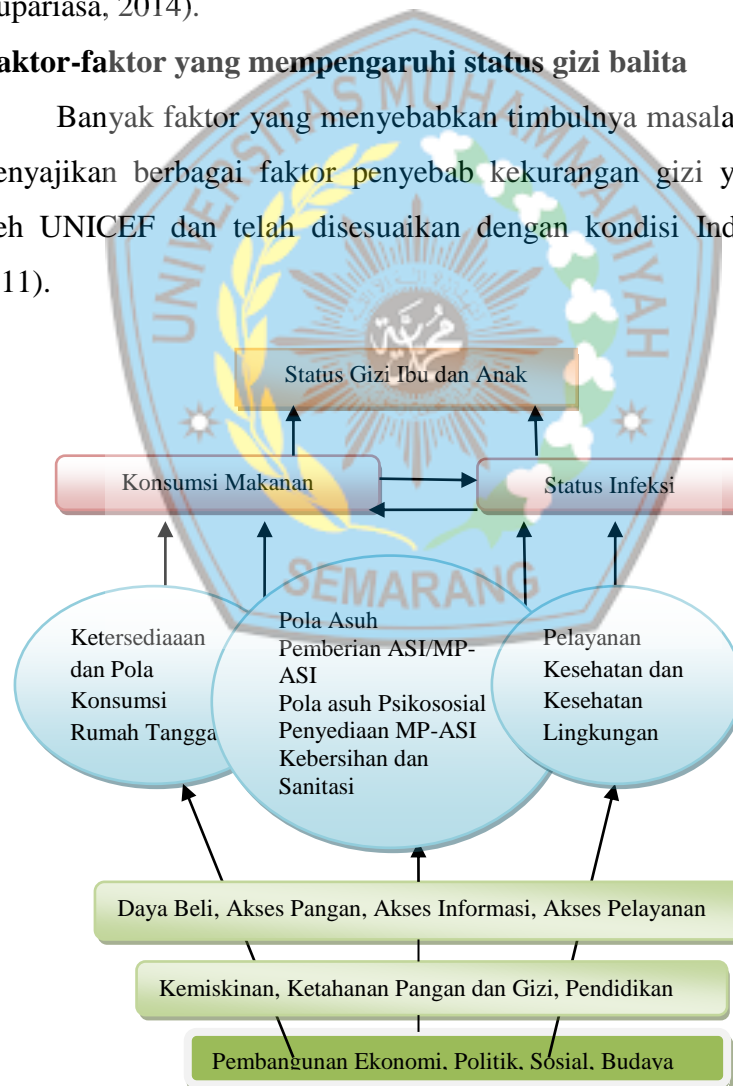 upariasa, 2014).
aktor-faktor yang mempengaruhi status gizi balita
Banyak faktor yang menyebabkan timbulnya masala
enyajikan berbagai faktor penyebab kekurangan gizi y
eh UNICEF dan telah disesuaikan dengan kondisi Ind
11).
UNIVERSITAS MUHAMMADIYAH
SEMARANG
Status Gizi Ibu dan Anak
Konsumsi Makanan
Status Infeksi
Ketersediaaan
dan Pola
Konsumsi
Rumah Tangga
Pola Asuh
Pemberian ASI/MP-
ASI
Pola asuh Psikososial
Penyediaan MP-ASI
Kebersihan dan
Sanitasi
Pelayanan
Kesehatan dan
Kesehatan
Lingkungan
Daya Beli, Akses Pangan, Akses Informasi, Akses Pelayanan
Kemiskinan, Ketahanan Pangan dan Gizi, Pendidikan
Pembangunan Ekonomi, Politik, Sosial, Budaya